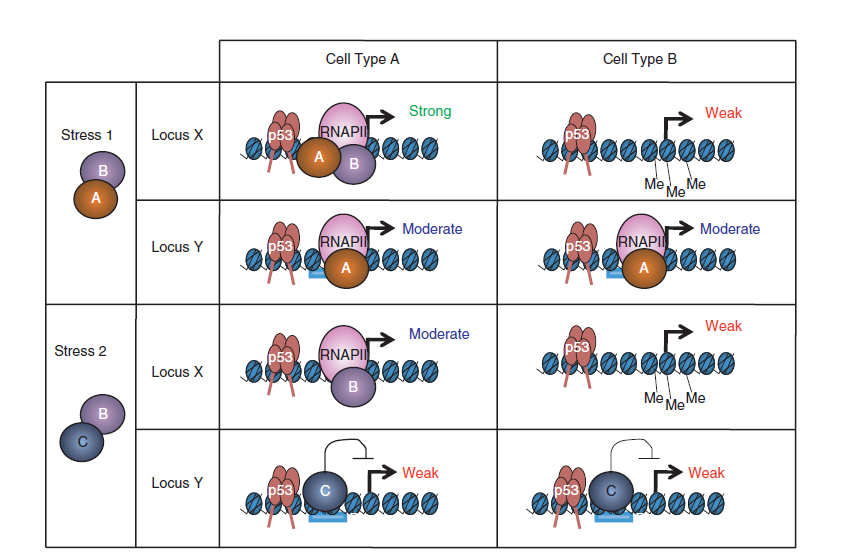 Cell Type A
Cell Type B
Stress 1
B
A
Locus X
p53
RNAPII
A
B
Strong
p53
Weak
Me
Me
Me
Locus Y
p53
RNAPII
A
Moderate
p53
RNAPII
A
Moderate
Stress 2
B
C
Locus X
p53
RNAPII
B
Moderate
p53
Weak
Me
Me
Me
Locus Y
p53
C
Weak
p53
C
Weak